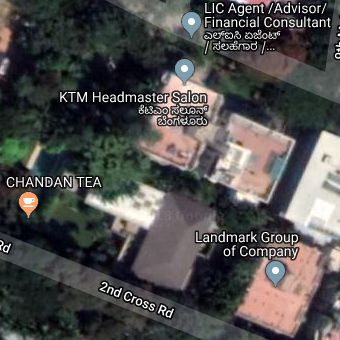 LIC Agent /Advisor/
Financial Consultant
ಎಲ್ಐಸಿ ಏಜೆಂಟ್
/ ಸಲಹೆಗಾರ /...
KTM Headmaster Salon
ಕೆಟಿಎಂ ಸಲೂನ್
ಬೆಂಗಳೂರು
CHANDAN TEA
Landmark Group
of Company
Rd
2nd Cross Rd